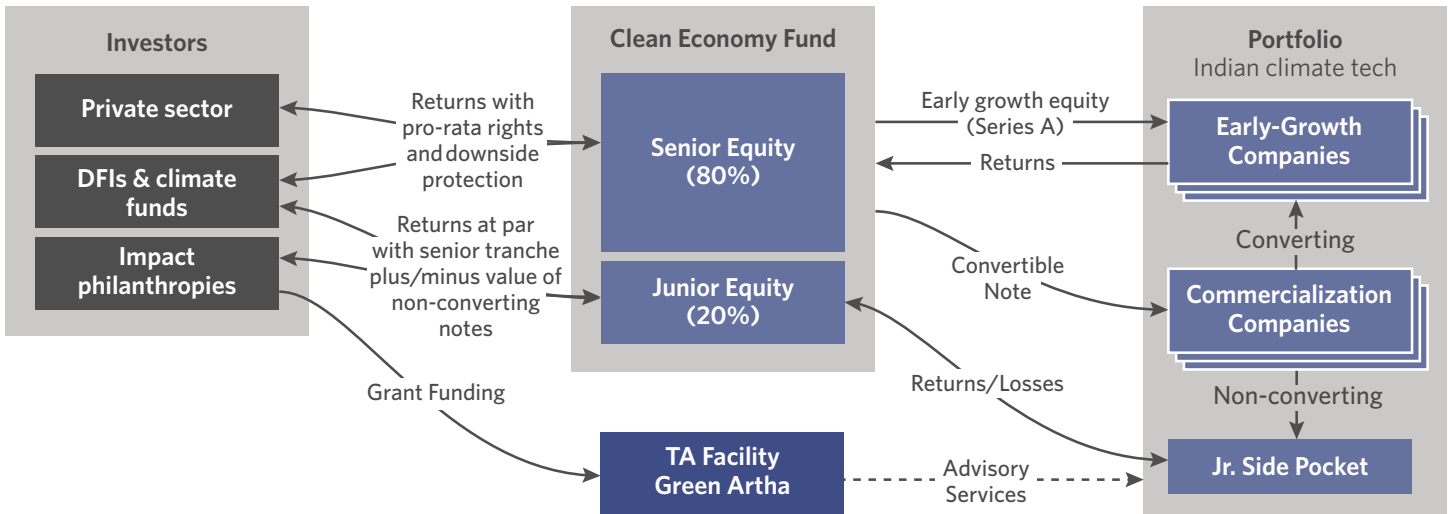 Investors
Private sector
DFIs & climate
funds
Impact
philanthropies
Returns with
pro-rata rights
and downside
protection
Returns at par
with senior tranche
plus/minus value of
non-converting
notes
Grant Funding
Clean Economy Fund
Senior Equity
(80%)
Junior Equity
(20%)
TA Facility
Green Artha
Early growth equity
(Series A)
Returns
Convertible
Note
Returns/Losses
Advisory
Services
Portfolio
Indian climate tech
Early-Growth
Companies
Converting
Commercialization
Companies
Non-converting
Jr. Side Pocket